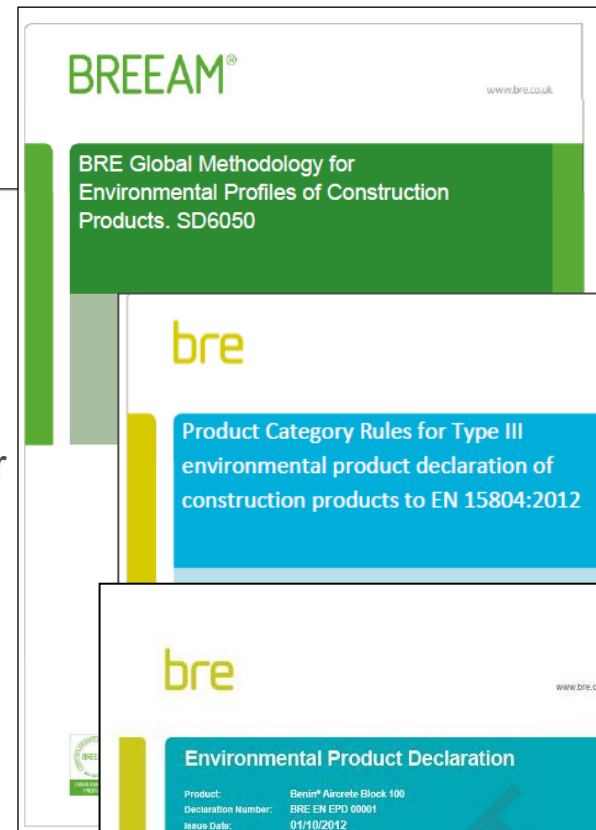 BREEAM®
www.bre.co.uk
BRE Global Methodology for
Environmental Profiles of Construction
Products. SD6050
bre
Product Category Rules for Type III
environmental product declaration of
construction products to EN 15804:2012
r
bre
www.bre.c
Environmental Product Declaration
Product: Benin® Aircrete Block 100
Declaration Number: BRE EN EPD 00001
Issue Date: 01/10/2012